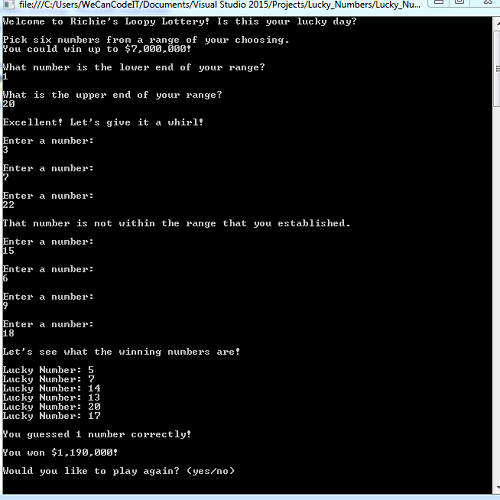 file:///C:/Users/WeCanCodeIT/Documents/Visual Studio 2015/Projects/Lucky_Numbers/Lucky_Nu...
Welcome to Richie's Loopy Lottery! Is this your lucky day?
Pick six numbers from a range of your choosing.
You could win up to $7,000,000!
What number is the lower end of your range?
1
What is the upper end of your range?
20
Excellent! Let's give it a whirl!
Enter a number:
3
Enter a number:
7
Enter a number:
22
That number is not within the range that you established.
Enter a number:
15
Enter a number:
6
Enter a number:
9
Enter a number:
18
Let's see what the winning numbers are!
Lucky Number: 5
Lucky Number: 7
Lucky Number: 14
Lucky Number: 13
Lucky Number: 20
Lucky Number: 17
You guessed 1 number correctly!
You won $1,190,000!
Would you like to play again? (yes/no)